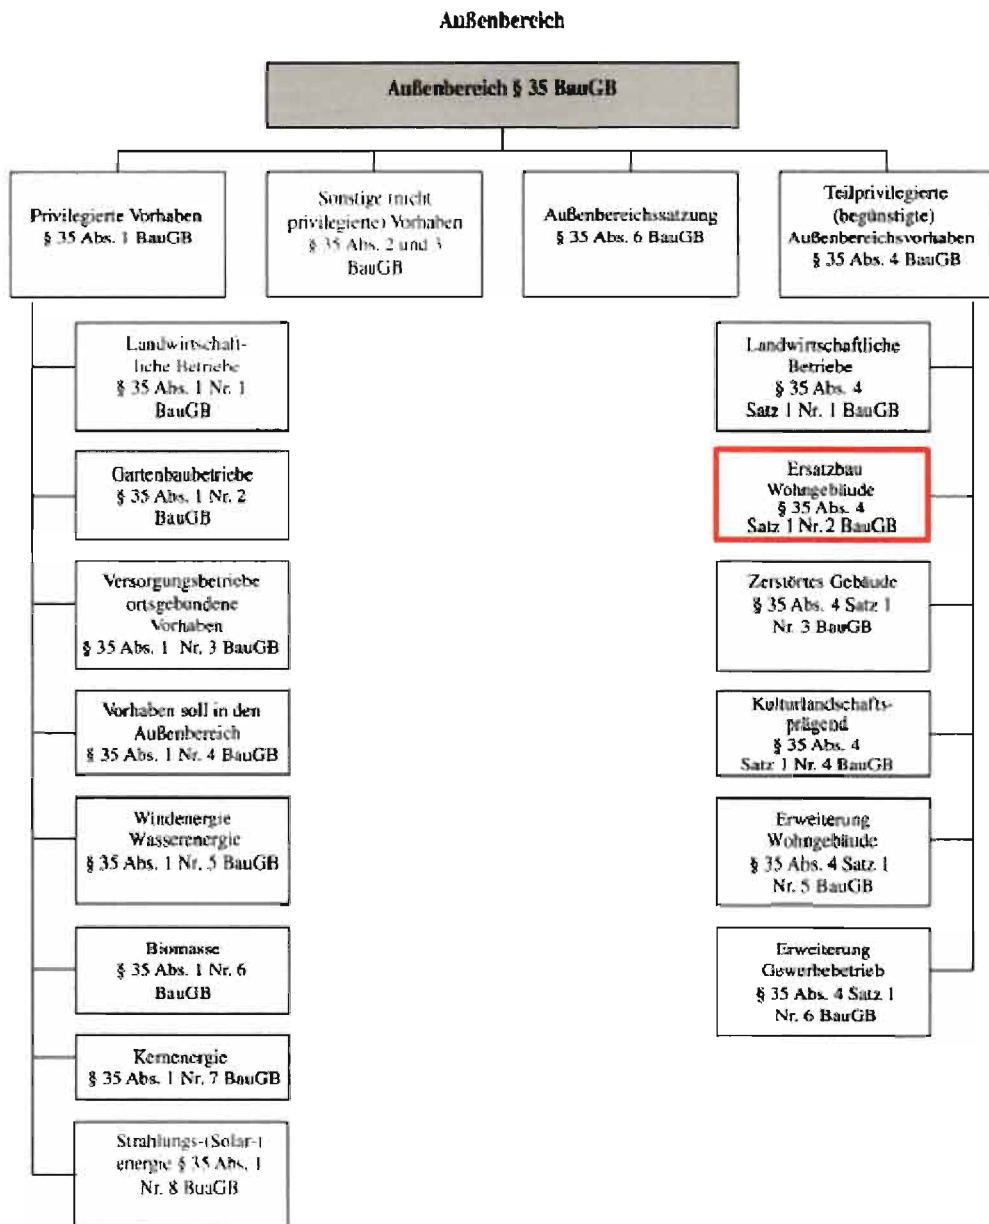 Außenbereich
Außenbereich § 35 BauGB
Privilegierte Vorhaben
§ 35 Abs. 1 BauGB
Sonstige (nicht
privilegierte) Vorhaben
§ 35 Abs. 2 und 3
BauGB
Außenbereichssatzung
§ 35 Abs. 6 BauGB
Teilprivilegierte
(begünstigte)
Außenbereichsvorhaben
§ 35 Abs. 4 BauGB
Landwirtschaft-
liche Betriebe
§ 35 Abs. 1 Nr. 1
BauGB
Gartenbaubetriebe
§ 35 Abs. 1 Nr. 2
BauGB
Versorgungsbetriebe
ortsgebundene
Vorhaben
§ 35 Abs. 1 Nr. 3 BauGB
Vorhaben soll in den
Außenbereich
§ 35 Abs. 1 Nr. 4 BauGB
Windenergie
Wasserenergie
§ 35 Abs. 1 Nr. 5 BauGB
Biomasse
§ 35 Abs. 1 Nr. 6
BauGB
Kernenergie
§ 35 Abs. 1 Nr. 7 BauGB
Strahlungs-(Solar-)
energie § 35 Abs. 1
Nr. 8 BuaGB
Landwirtschaftliche
Betriebe
§ 35 Abs. 4
Satz 1 Nr. 1 BauGB
Ersatzbau
Wohngebäude
§ 35 Abs. 4
Satz 1 Nr. 2 BauGB
Zerstörtes Gebäude
§ 35 Abs. 4 Satz 1
Nr. 3 BauGB
Kulturlandschafts-
prägend
§ 35 Abs. 4
Satz 1 Nr. 4 BauGB
Erweiterung
Wohngebäude
§ 35 Abs. 4 Satz 1
Nr. 5 BauGB
Erweiterung
Gewerbebetrieb
§ 35 Abs. 4 Satz 1
Nr. 6 BauGB